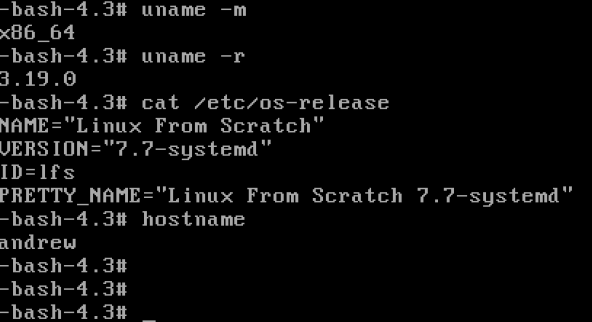 -bash-4.3# uname -m
x86_64
-bash-4.3# uname -r
3.19.0
-bash-4.3# cat /etc/os-release
NAME="Linux From Scratch"
VERSION="7.7-systemd"
ID=lfs
PRETTY_NAME="Linux From Scratch 7.7-systemd"
-bash-4.3# hostname
andrew
-bash-4.3#
-bash-4.3#
-bash-4.3# _